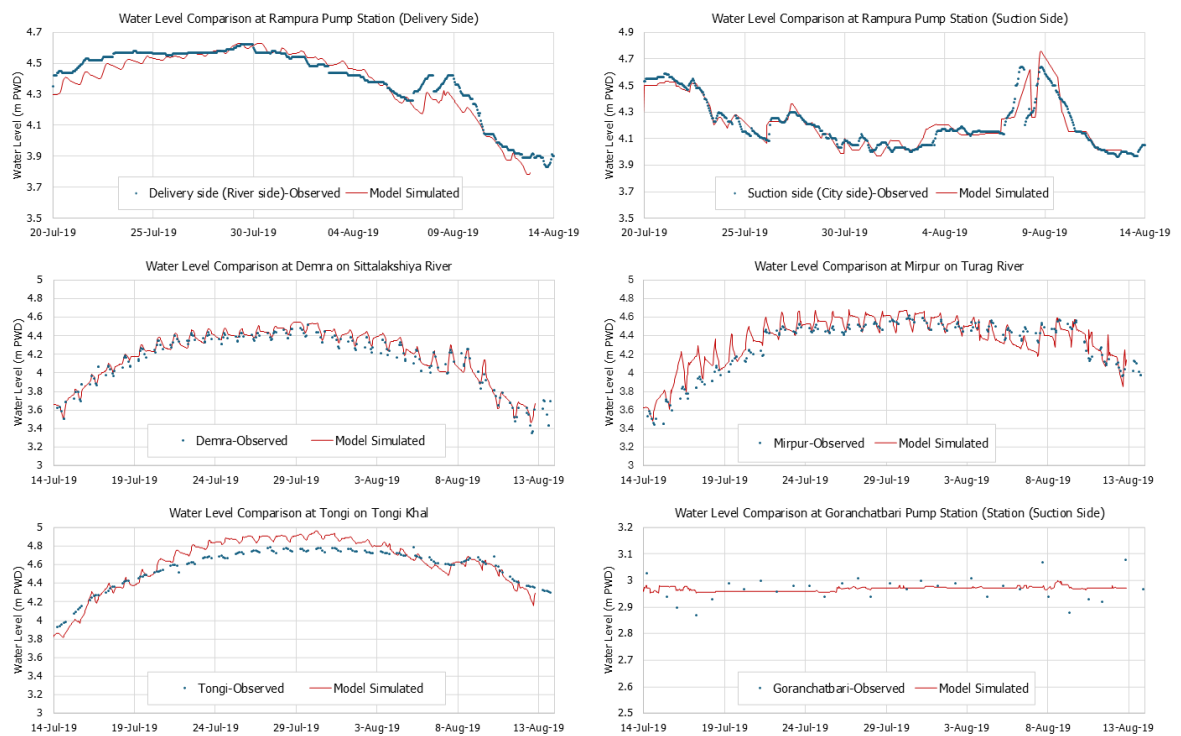 Water Level Comparison at Rampura Pump Station (Delivery Side)
Water Level (m PWD)
4.7
4.5
4.3
4.1
3.9
3.7
3.5
Delivery side (River side)-Observed
Model Simulated
20-Jul-19
25-Jul-19
30-Jul-19
04-Aug-19
09-Aug-19
14-Aug-19
Water Level Comparison at Rampura Pump Station (Suction Side)
Water Level (m PWD)
4.9
4.7
4.5
4.3
4.1
3.9
3.7
3.5
Suction side (City side)-Observed
Model Simulated
20-Jul-19
25-Jul-19
30-Jul-19
4-Aug-19
9-Aug-19
14-Aug-19
Water Level Comparison at Demra on Sittalakshiya River
Water Level (m PWD)
5
4.8
4.6
4.4
4.2
4
3.8
3.6
3.4
3.2
3
Demra-Observed
Model Simulated
14-Jul-19
19-Jul-19
24-Jul-19
29-Jul-19
3-Aug-19
8-Aug-19
13-Aug-19
Water Level Comparison at Mirpur on Turag River
Water Level (m PWD)
5
4.8
4.6
4.4
4.2
4
3.8
3.6
3.4
3.2
3
Mirpur-Observed
Model Simulated
14-Jul-19
19-Jul-19
24-Jul-19
29-Jul-19
3-Aug-19
8-Aug-19
13-Aug-19
Water Level Comparison at Tongi on Tongi Khal
Water Level (m PWD)
5
4.8
4.6
4.4
4.2
4
3.8
3.6
3.4
3.2
3
Tongi-Observed
Model Simulated
14-Jul-19
19-Jul-19
24-Jul-19
29-Jul-19
3-Aug-19
8-Aug-19
13-Aug-19
Water Level Comparison at Goranchatbari Pump Station (Station (Suction Side)
Water Level (m PWD)
3.2
3.1
3.0
2.9
2.8
2.7
2.6
2.5
Goranchatbari-Observed
Model Simulated
14-Jul-19
19-Jul-19
24-Jul-19
29-Jul-19
3-Aug-19
8-Aug-19
13-Aug-19